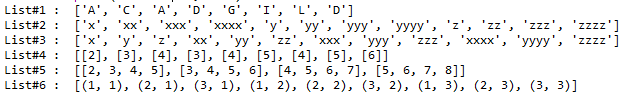 List#1 :  ['A', 'C', 'A', 'D', 'G', 'I', 'L', 'D']
List#2 :  ['x', 'xx', 'xxx', 'xxxx', 'y', 'yy', 'yyy', 'yyyy', 'z', 'zz', 'zzz', 'zzzz']
List#3 :  ['x', 'y', 'z', 'xx', 'yy', 'zz', 'xxx', 'yyy', 'zzz', 'xxxx', 'yyyy', 'zzzz']
List#4 :  [[2], [3], [4], [3], [4], [5], [4], [5], [6]]
List#5 :  [[2, 3, 4, 5], [3, 4, 5, 6], [4, 5, 6, 7], [5, 6, 7, 8]]
List#6 :  [(1, 1), (2, 1), (3, 1), (1, 2), (2, 2), (3, 2), (1, 3), (2, 3), (3, 3)]